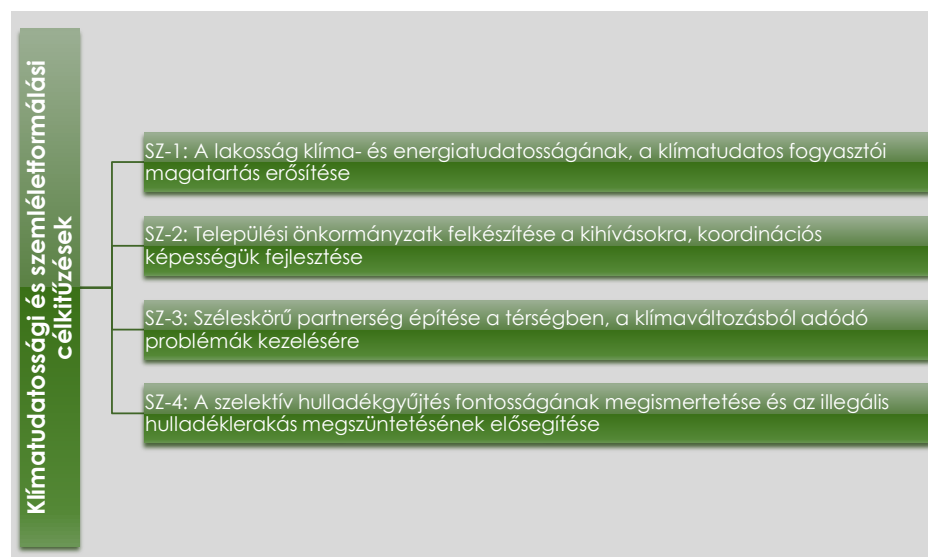 Klímatudatossági és szemléletformálási
célkitűzések
SZ-1: A lakosság klíma- és energiatudatosságának, a klímatudatos fogyasztói
magatartás erősítése
SZ-2: Települési önkormányzatk felkészítése a kihívásokra, koordinációs
képességük fejlesztése
SZ-3: Széleskörű partnerség építése a térségben, a klímaváltozásból adódó
problémák kezelésére
SZ-4: A szelektív hulladékgyűjtés fontosságának megismertetése és az illegális
hulladéklerakás megszüntetésének elősegítése